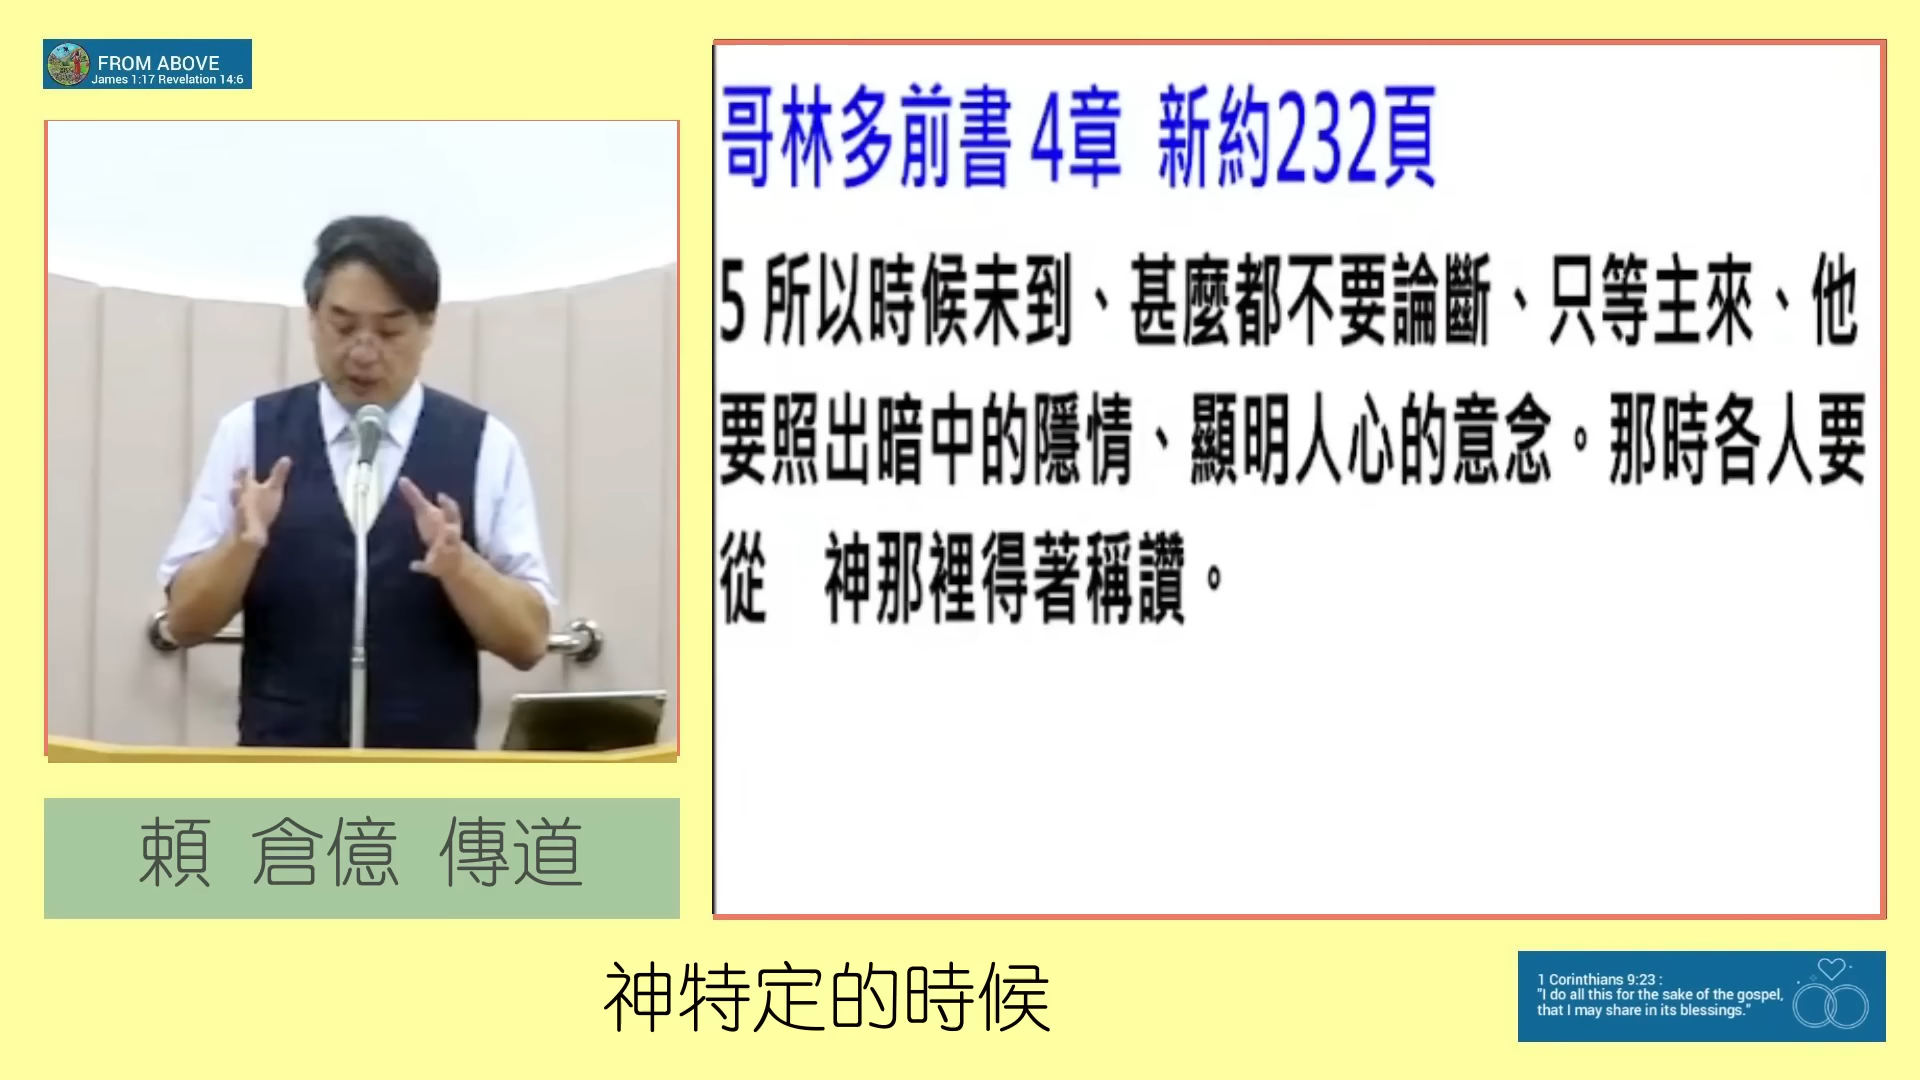 FROM ABOVE
James 1:17 Revelation 14:6
哥林多前書 4章 新約232頁
5 所以時候未到、甚麼都不要論斷、只等主來、他
要照出暗中的隱情、顯明人心的意念。那時各人要
從　神那裡得著稱讚。
賴 倉億 傳道
神特定的時候
1 Corinthians 9:23 :
"I do all this for the sake of the gospel,
that I may share in its blessings."